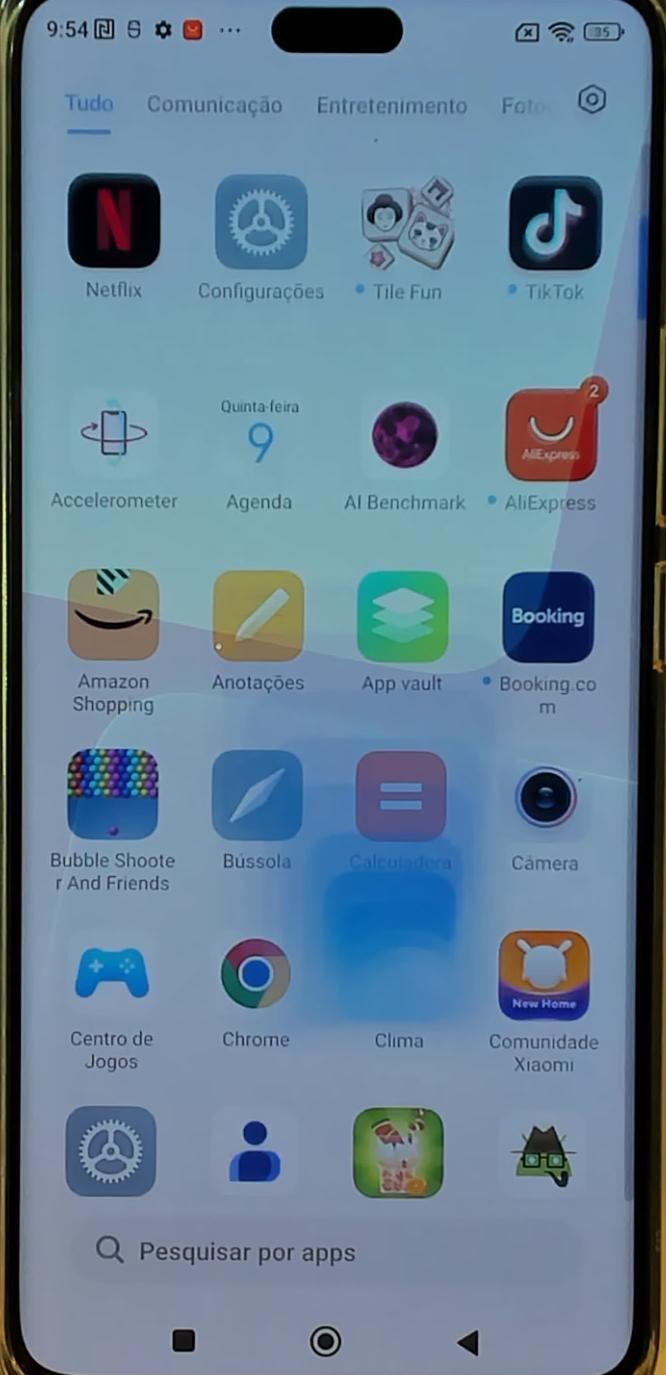 9:54
35
Tudo Comunicação Entretenimento Foto
Netflix Configurações Tile Fun TikTok
Quinta-feira
9
2
AliExpress
Accelerometer Agenda AI Benchmark AliExpress
Booking
Amazon Anotações App vault Booking.co
Shopping m
Bubble Shoote Bússola Calculadora Câmera
r And Friends
New Home
Centro de Chrome Clima Comunidade
Jogos Xiaomi
Pesquisar por apps